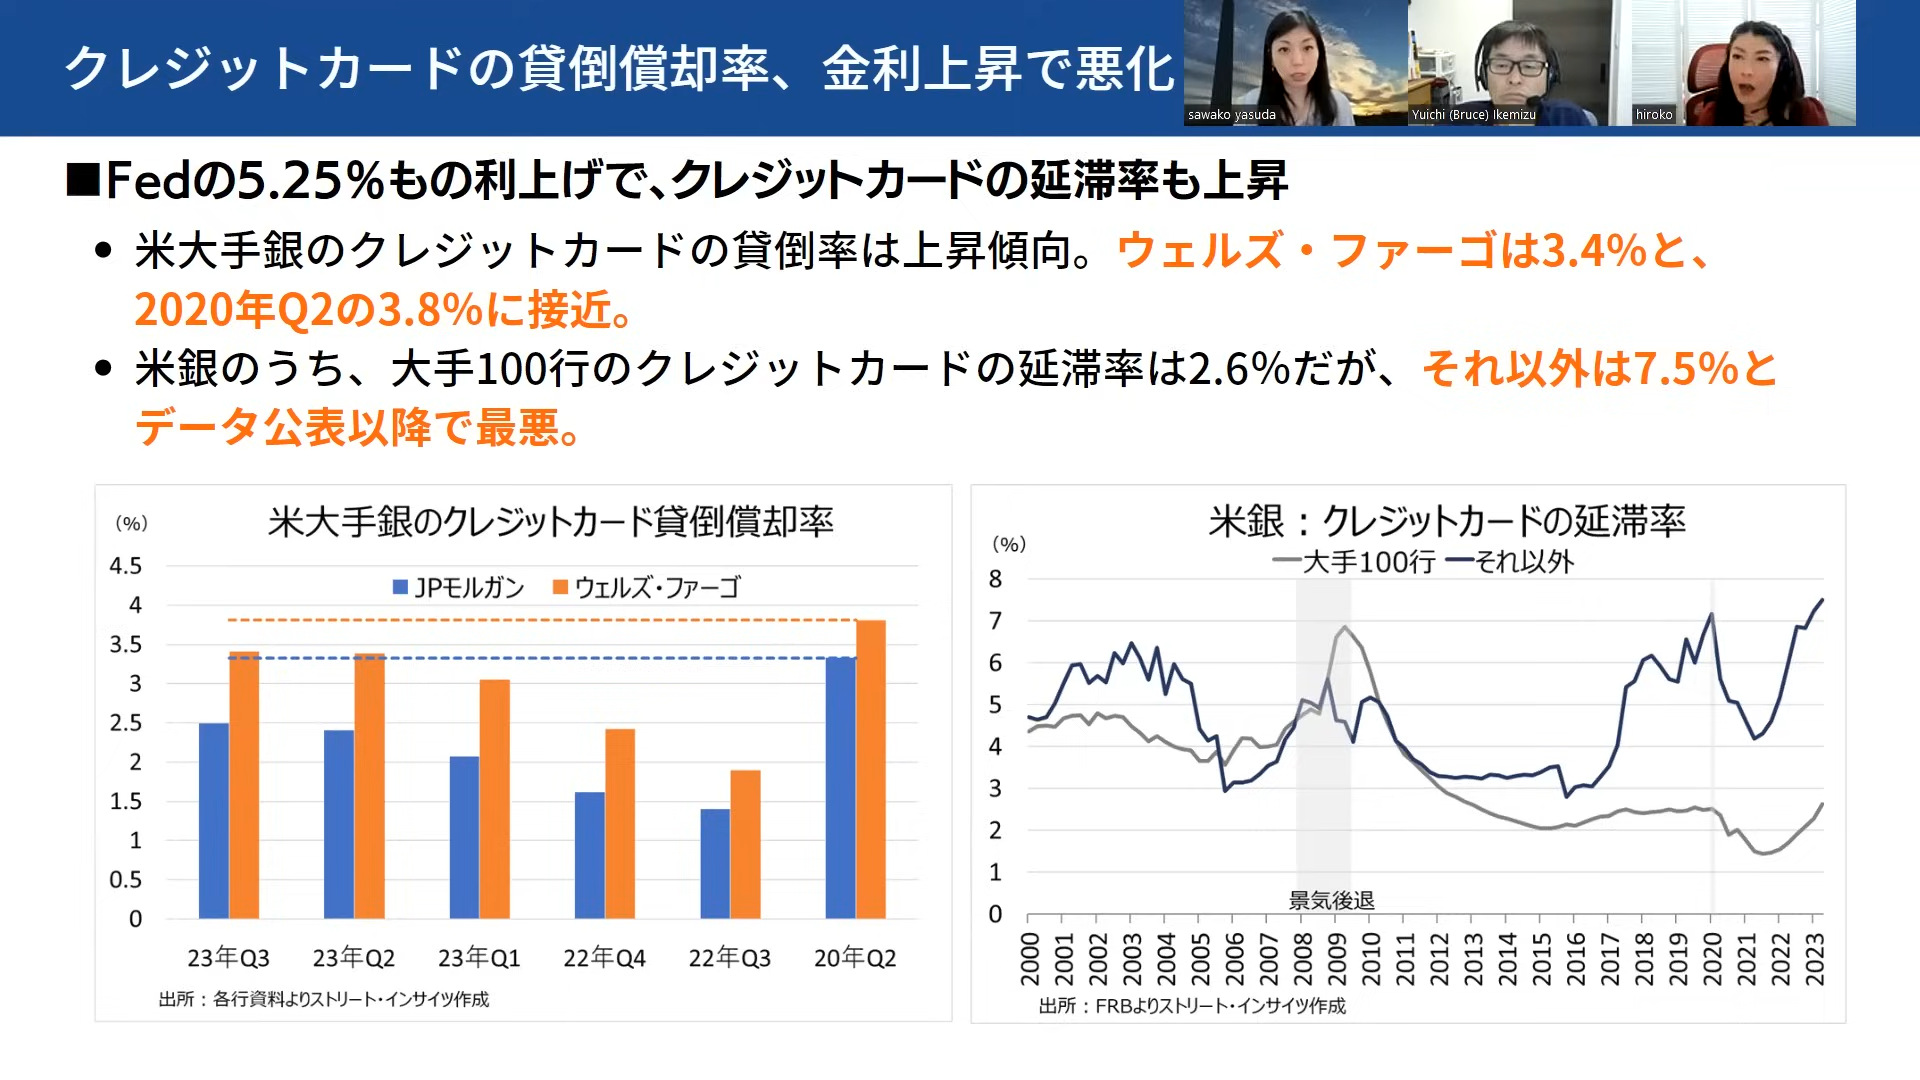 クレジットカードの貸倒償却率、金利上昇で悪化
sawako yasuda
Yuichi (Bruce) Ikemizu
hiroko
■Fedの5.25%もの利上げで、クレジットカードの延滞率も上昇
• 米大手銀のクレジットカードの貸倒率は上昇傾向。ウェルズ・ファーゴは3.4%と、
2020年Q2の3.8%に接近。
• 米銀のうち、大手100行のクレジットカードの延滞率は2.6%だが、それ以外は7.5%と
データ公表以降で最悪。
米大手銀のクレジットカード貸倒償却率
(%)
JPモルガン ウェルズ・ファーゴ
4.5
4
3.5
3
2.5
2
1.5
1
0.5
0
23年Q3 23年Q2 23年Q1 22年Q4 22年Q3 20年Q2
出所：各行資料よりストリート・インサイツ作成
米銀：クレジットカードの延滞率
(%)
大手100行 それ以外
8
7
6
5
4
3
2
1
0
景気後退
2000 2001 2002 2003 2004 2005 2006 2007 2008 2009 2010 2011 2012 2013 2014 2015 2016 2017 2018 2019 2020 2021 2022 2023
出所：FRBよりストリート・インサイツ作成